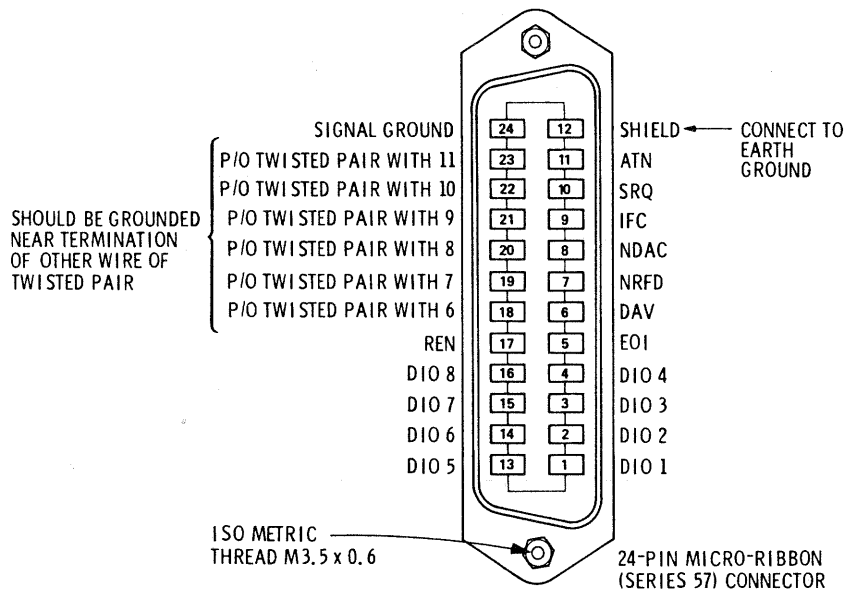 SIGNAL GROUND 24 12 SHIELD CONNECT TO
EARTH
GROUND
P/O TWISTED PAIR WITH 11 23 11 ATN
P/O TWISTED PAIR WITH 10 22 10 SRQ
SHOULD BE GROUNDED
NEAR TERMINATION
OF OTHER WIRE OF
TWISTED PAIR
P/O TWISTED PAIR WITH 9 21 9 IFC
P/O TWISTED PAIR WITH 8 20 8 NDAC
P/O TWISTED PAIR WITH 7 19 7 NRFD
P/O TWISTED PAIR WITH 6 18 6 DAV
REN 17 5 EOI
DIO 8 16 4 DIO 4
DIO 7 15 3 DIO 3
DIO 6 14 2 DIO 2
DIO 5 13 1 DIO 1
ISO METRIC
THREAD M3.5 x 0.6
24-PIN MICRO-RIBBON
(SERIES 57) CONNECTOR